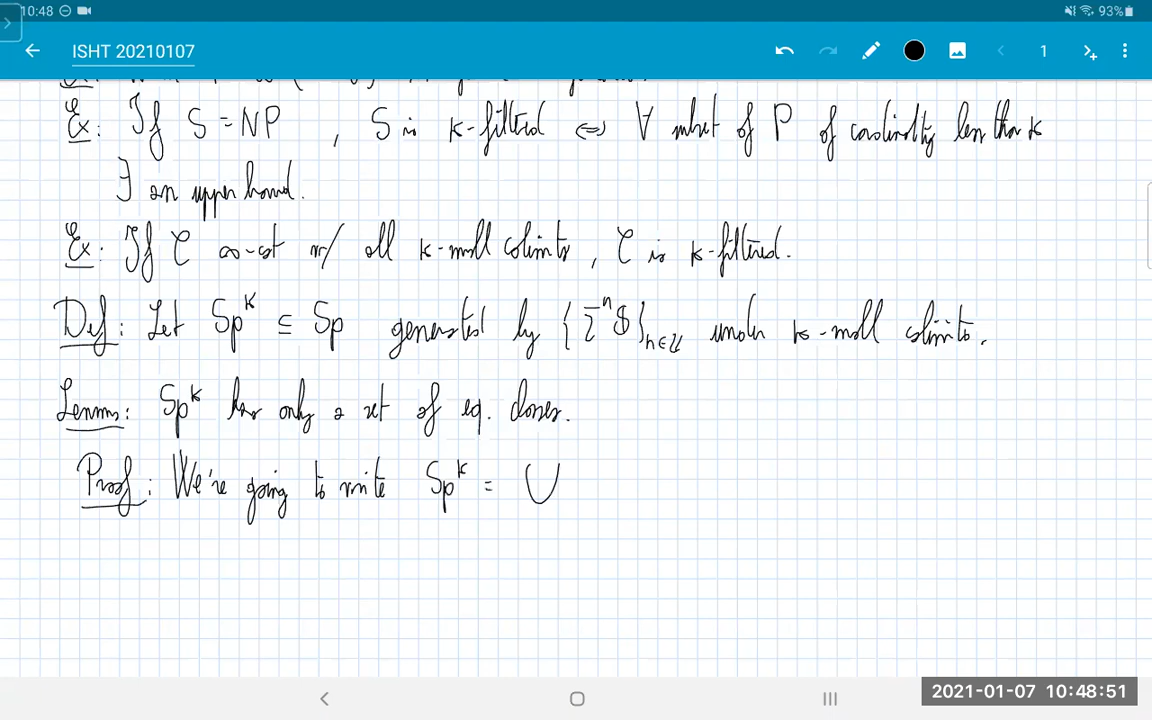 10:48
93%
ISHT 20210107
1
Ex: If S = NP , S is κ-filtered ⇔ ∀ subset of P of cardinality less than κ
∃ an upper bound.
Ex: If C ∞-cat w/ all κ-small colimits, C is κ-filtered.
Def: Let Sp^κ ⊆ Sp generated by {Σ^n 𝕊}_{n∈ℤ} under κ-small colimits.
Lemma: Sp^κ has only a set of eq. classes.
Proof: We're going to write Sp^κ = ∪
2021-01-07 10:48:51